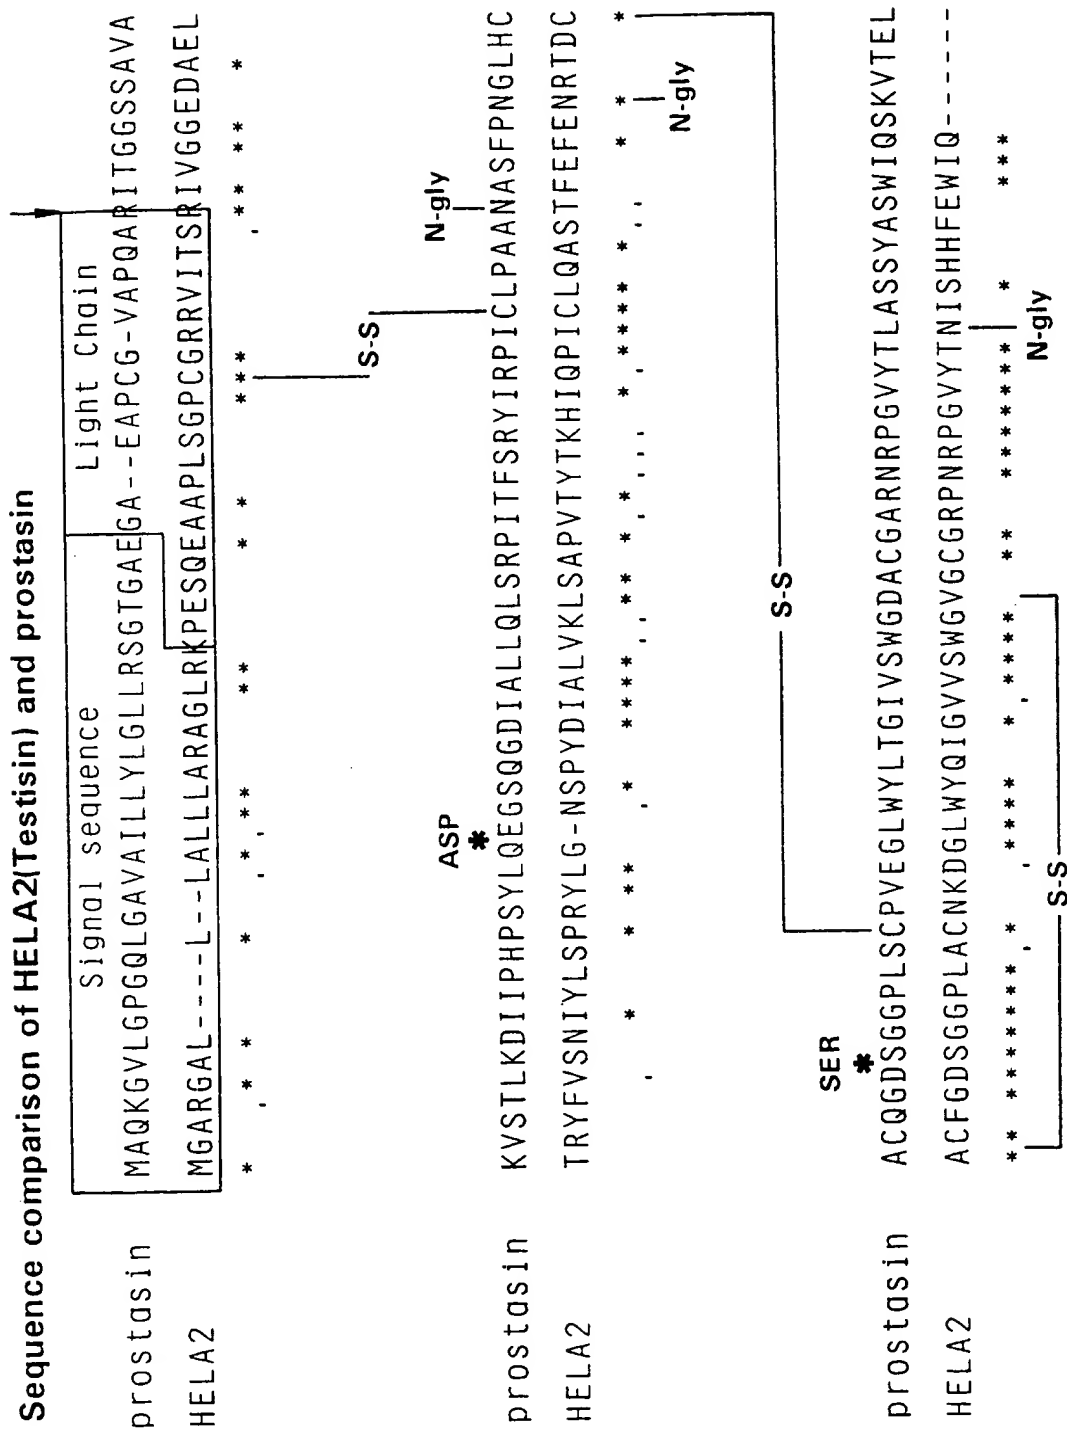 Sequence comparison of HELA2(Testisin) and prostasin
Signal sequence Light Chain
prostasin MAQKGVLGPGQLGAVAILLYLGLLRSGTGAEGA--EAPCG-VAPQARITGGSSAVA
HELA2 MGARGAL----L--LALLLARAGLRKPESQEAAPLSGPCGRRVITSRIVGGEDAEL
S-S
ASP
*
N-gly
prostasin KVSTLKDIIPHPSYLQEGSQGDIALLQLSRPITFSRYIRPICLPAANASFPNGLHC
HELA2 TRYFVSNIYLSPRYLG-NSPYDIALVKLSAPVTYTKHIQPICLQASTFEFENRTDC
N-gly
S-S
SER
*
prostasin ACQGDSGGPLSCPVEGLWYLTGIVSWGDACGARNRPGVYTLASSYASWIQSKVTEL
HELA2 ACFGDSGGPLACNKDGLWYQIGVVSWGVGCGRPNRPGVYTNISHHFEWIQ------
N-gly
S-S